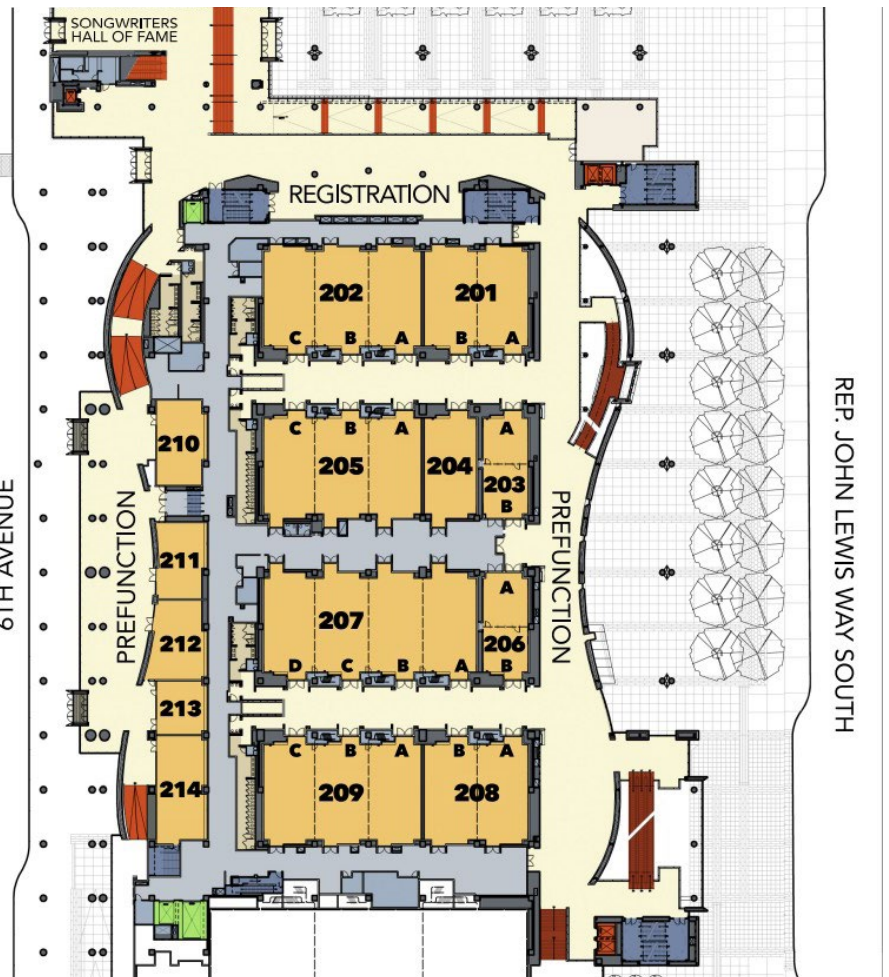 SONGWRITERS
HALL OF FAME
REGISTRATION
202
201
C B A B A
210
C B A A
205
204
203
B
6TH AVENUE
PREFUNCTION
PREFUNCTION
REP. JOHN LEWIS WAY SOUTH
211
A
207
212
206
D C B A B
213
C B A B A
214
209
208